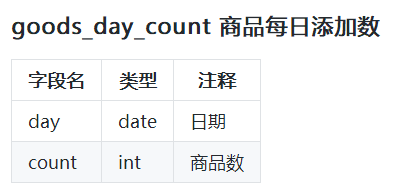 goods_day_count 商品每日添加数
字段名 类型 注释
day date 日期
count int 商品数